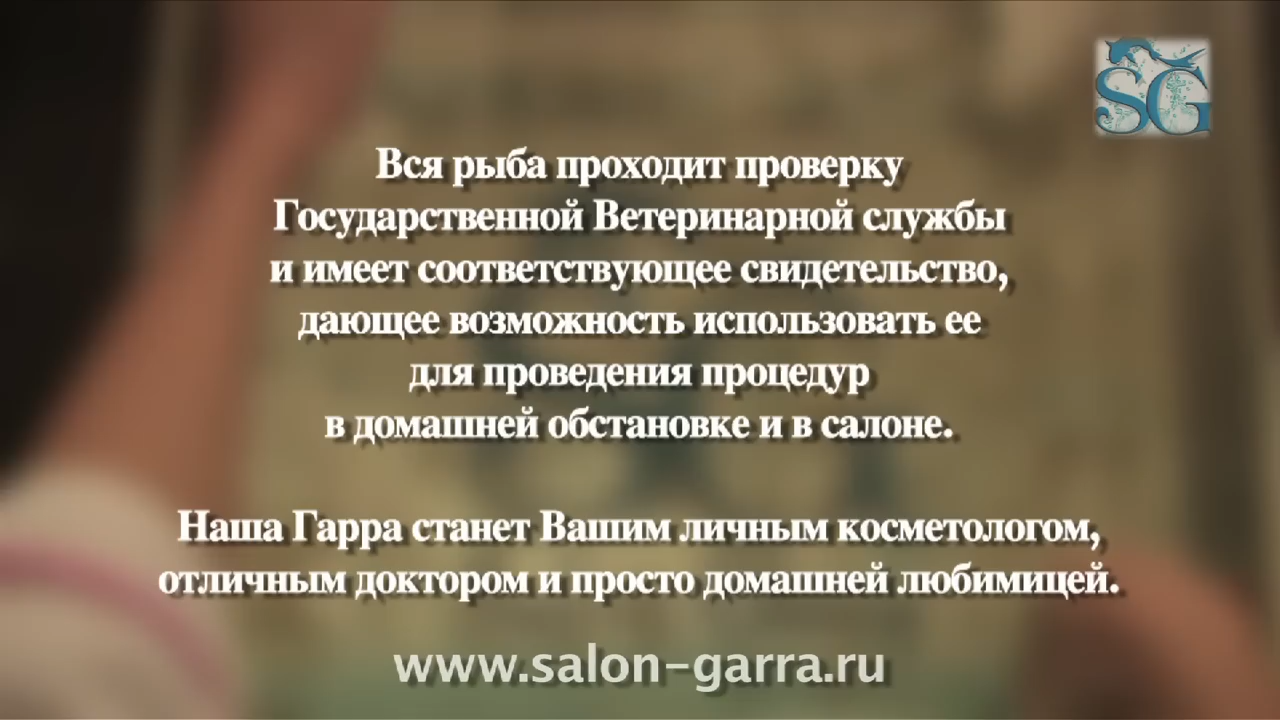 SG
Вся рыба проходит проверку
Государственной Ветеринарной службы
и имеет соответствующее свидетельство,
дающее возможность использовать ее
для проведения процедур
в домашней обстановке и в салоне.
Наша Гарра станет Вашим личным косметологом,
отличным доктором и просто домашней любимицей.
www.salon-garra.ru